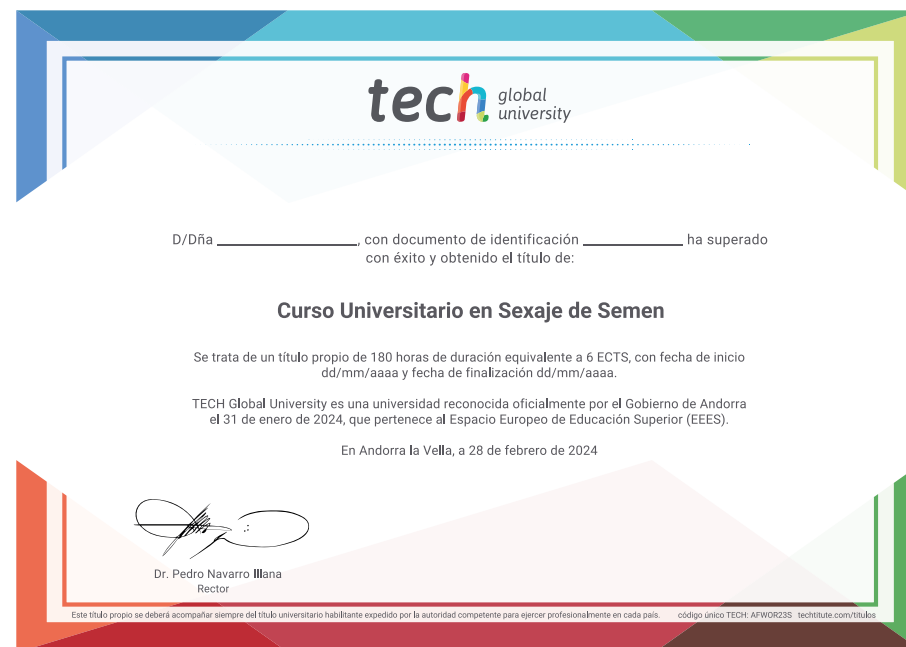 tech global university
D/Dña ____________________, con documento de identificación ______________ ha superado
con éxito y obtenido el título de:
Curso Universitario en Sexaje de Semen
Se trata de un título propio de 180 horas de duración equivalente a 6 ECTS, con fecha de inicio
dd/mm/aaaa y fecha de finalización dd/mm/aaaa.
TECH Global University es una universidad reconocida oficialmente por el Gobierno de Andorra
el 31 de enero de 2024, que pertenece al Espacio Europeo de Educación Superior (EEES).
En Andorra la Vella, a 28 de febrero de 2024
Dr. Pedro Navarro Illana
Rector
Este título propio se deberá acompañar siempre del título universitario habilitante expedido por la autoridad competente para ejercer profesionalmente en cada país. código único TECH: AFWOR23S techtitute.com/titulos